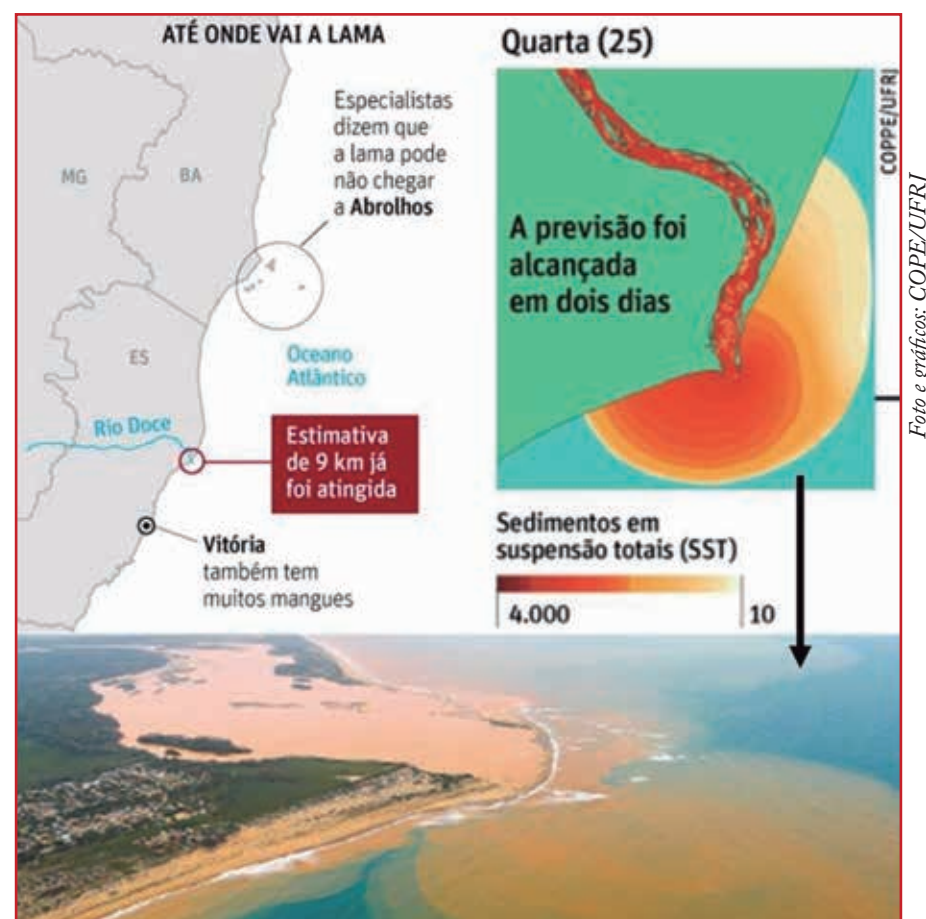 ATÉ ONDE VAI A LAMA
MG
BA
Especialistas
dizem que
a lama pode
não chegar
a Abrolhos
ES
Oceano
Atlântico
Rio Doce
Estimativa
de 9 km já
foi atingida
Vitória
também tem
muitos mangues
Quarta (25)
A previsão foi
alcançada
em dois dias
COPPE/UFRJ
Sedimentos em
suspensão totais (SST)
4.000
10
Foto e gráficos: COPE/UFRJ